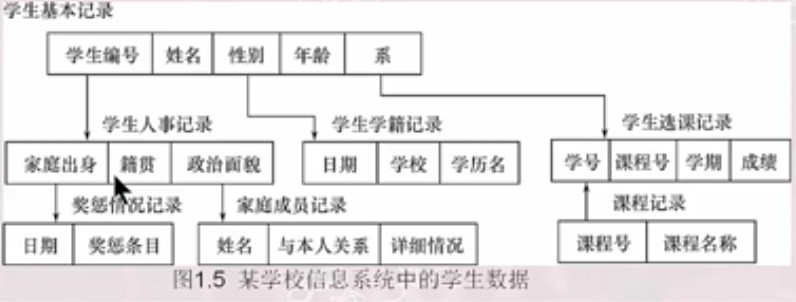 学生基本记录
学生编号 姓名 性别 年龄 系
学生人事记录 学生学籍记录 学生选课记录
家庭出身 籍贯 政治面貌 日期 学校 学历名 学号 课程号 学期 成绩
奖惩情况记录 家庭成员记录 课程记录
日期 奖惩条目 姓名 与本人关系 详细情况 课程号 课程名称
图1.5 某学校信息系统中的学生数据